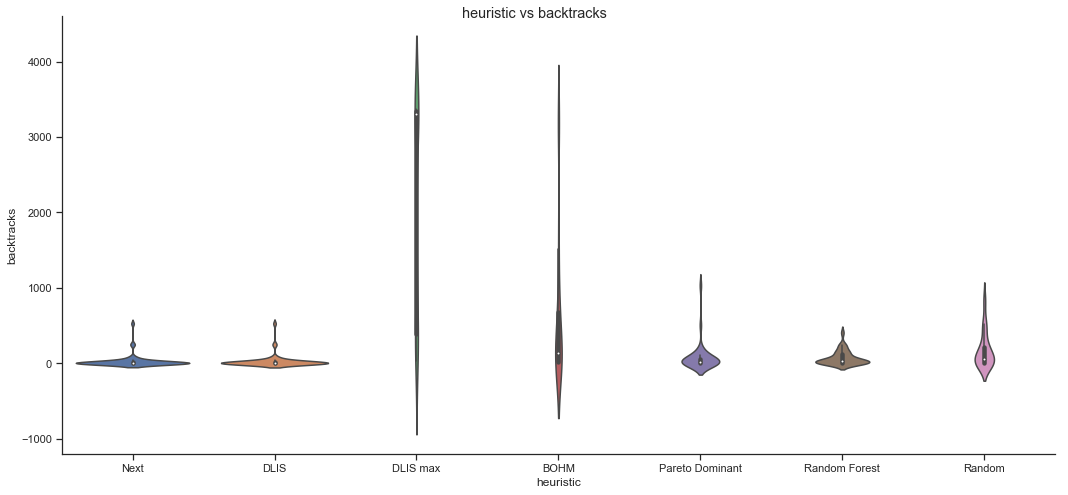 heuristic vs backtracks
backtracks
4000
3000
2000
1000
0
−1000
Next
DLIS
DLIS max
BOHM
Pareto Dominant
Random Forest
Random
heuristic